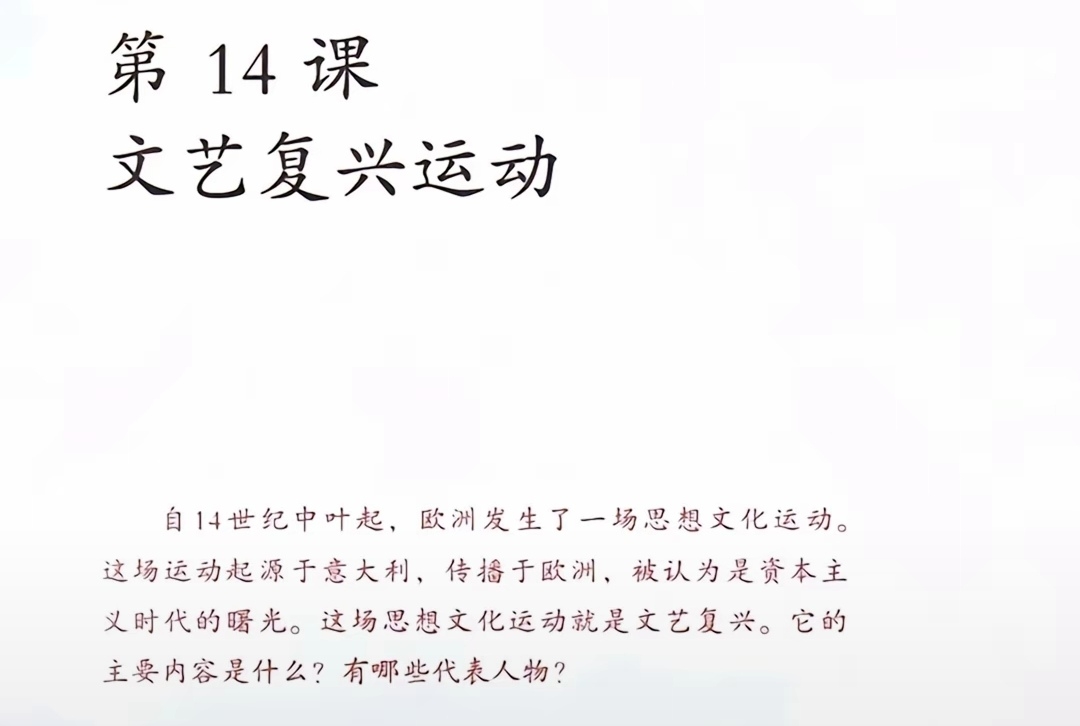 第 14 课
文艺复兴运动
自14世纪中叶起，欧洲发生了一场思想文化运动。
这场运动起源于意大利，传播于欧洲，被认为是资本主
义时代的曙光。这场思想文化运动就是文艺复兴。它的
主要内容是什么？有哪些代表人物？